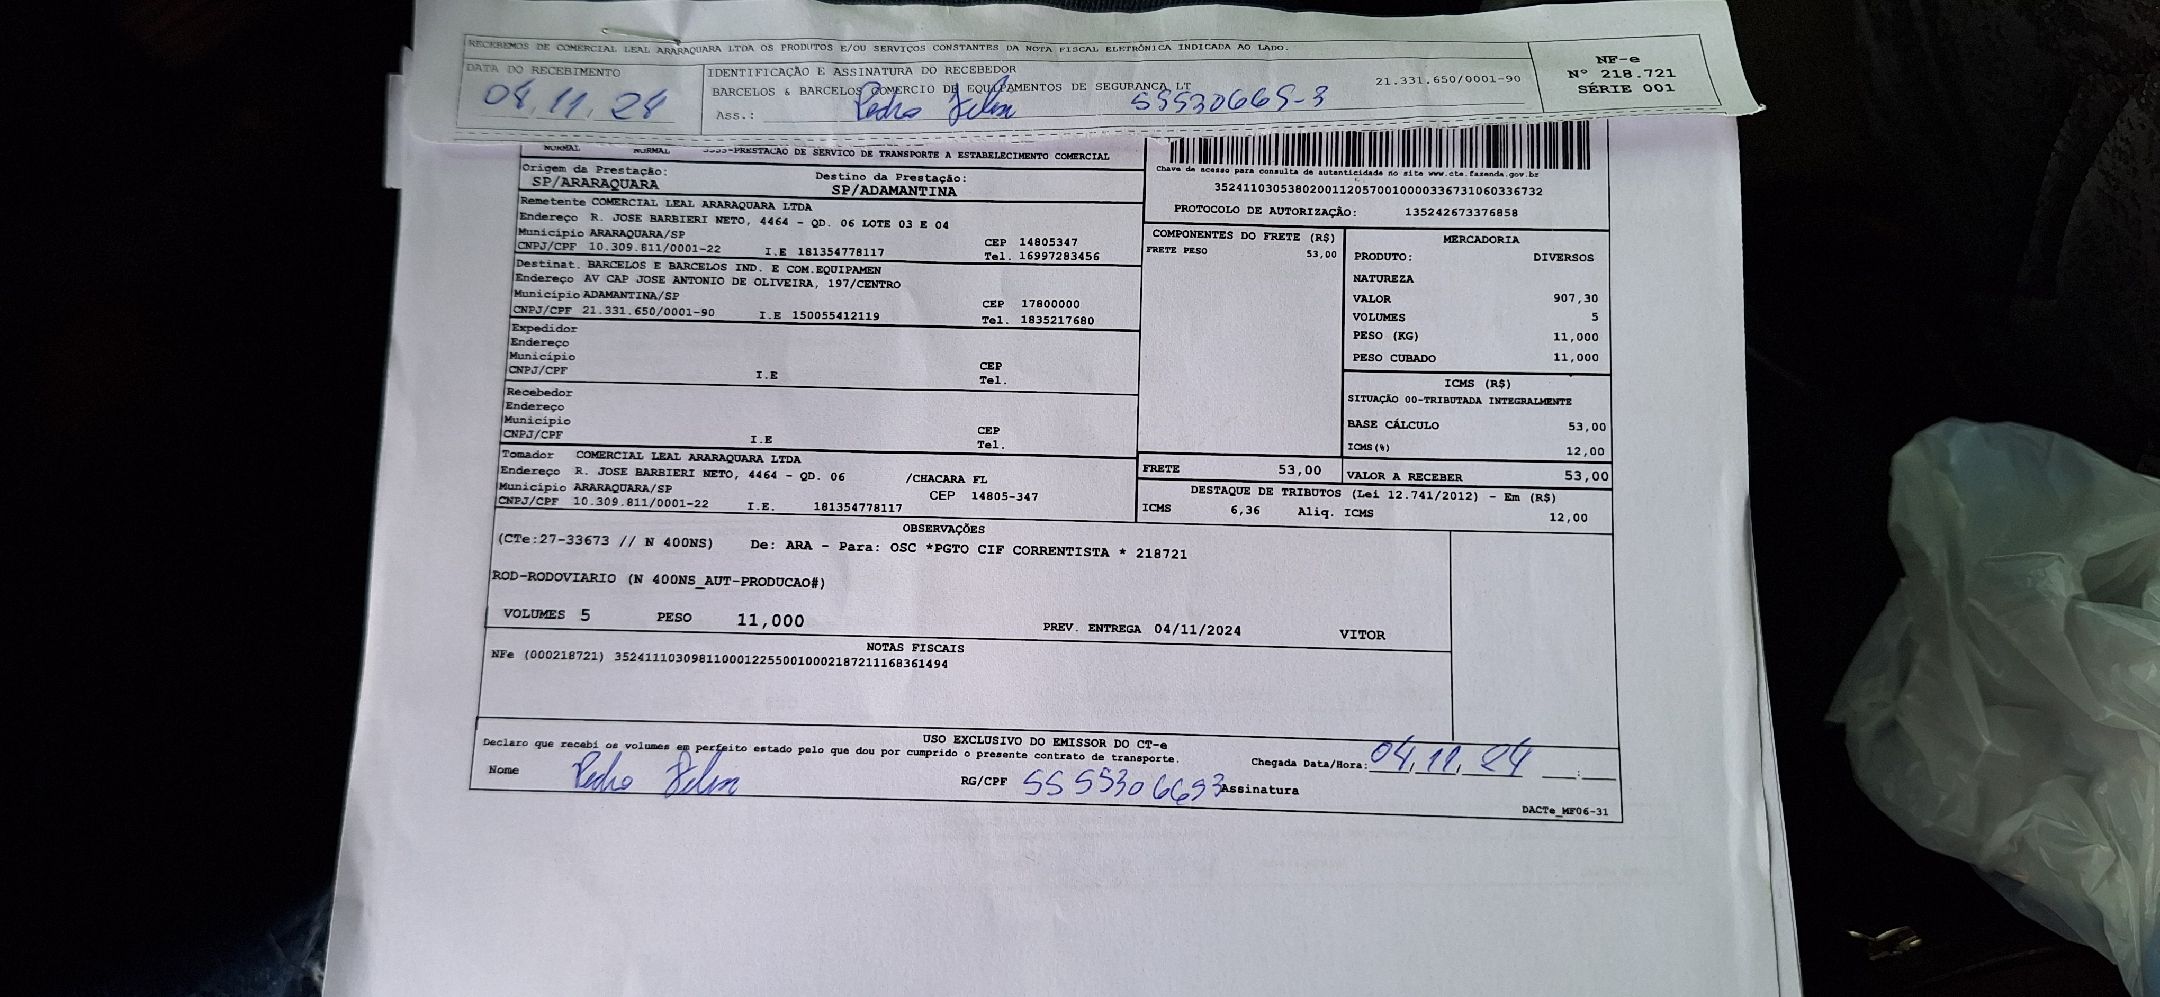 RECEBEMOS DE COMERCIAL LEAL ARARAQUARA LTDA OS PRODUTOS E/OU SERVIÇOS CONSTANTES DA NOTA FISCAL ELETRÔNICA INDICADA AO LADO.
DATA DO RECEBIMENTO
04.11.24
IDENTIFICAÇÃO E ASSINATURA DO RECEBEDOR
BARCELOS & BARCELOS COMERCIO DE EQUIPAMENTOS DE SEGURANCA LT 21.331.650/0001-90
Ass.: Pedro 55530665-3
NF-e
Nº 218.721
SÉRIE 001
NORMAL NORMAL PRESTACAO DE SERVICO DE TRANSPORTE A ESTABELECIMENTO COMERCIAL
Origem da Prestação: Destino da Prestação:
SP/ARARAQUARA SP/ADAMANTINA
Chave de acesso para consulta de autenticidade no site www.cte.fazenda.gov.br
35241103053802001120570010000336731060336732
PROTOCOLO DE AUTORIZAÇÃO: 135242673376858
Remetente COMERCIAL LEAL ARARAQUARA LTDA
Endereço R. JOSE BARBIERI NETO, 4464 - QD. 06 LOTE 03 E 04
Município ARARAQUARA/SP CEP 14805347
CNPJ/CPF 10.309.811/0001-22 I.E 181354778117 Tel. 16997283456
Destinat. BARCELOS E BARCELOS IND. E COM.EQUIPAMEN
Endereço AV CAP JOSE ANTONIO DE OLIVEIRA, 197/CENTRO
Município ADAMANTINA/SP CEP 17800000
CNPJ/CPF 21.331.650/0001-90 I.E 150055412119 Tel. 1835217680
Expedidor
Endereço
Município CEP
CNPJ/CPF I.E Tel.
Recebedor
Endereço
Município CEP
CNPJ/CPF I.E Tel.
Tomador COMERCIAL LEAL ARARAQUARA LTDA
Endereço R. JOSE BARBIERI NETO, 4464 - QD. 06 /CHACARA FL
Município ARARAQUARA/SP CEP 14805-347
CNPJ/CPF 10.309.811/0001-22 I.E. 181354778117
COMPONENTES DO FRETE (R$)
FRETE PESO 53,00
MERCADORIA
PRODUTO: DIVERSOS
NATUREZA
VALOR 907,30
VOLUMES 5
PESO (KG) 11,000
PESO CUBADO 11,000
ICMS (R$)
SITUAÇÃO 00-TRIBUTADA INTEGRALMENTE
BASE CÁLCULO 53,00
ICMS(%) 12,00
FRETE 53,00 VALOR A RECEBER 53,00
DESTAQUE DE TRIBUTOS (Lei 12.741/2012) - Em (R$)
ICMS 6,36 Aliq. ICMS 12,00
OBSERVAÇÕES
(CTe:27-33673 // N 400NS) De: ARA - Para: OSC *PGTO CIF CORRENTISTA * 218721
ROD-RODOVIARIO (N 400NS_AUT-PRODUCAO#)
VOLUMES 5 PESO 11,000 PREV. ENTREGA 04/11/2024 VITOR
NOTAS FISCAIS
NFe (000218721) 35241110309811000122550010002187211168361494
USO EXCLUSIVO DO EMISSOR DO CT-e
Declaro que recebi os volumes em perfeito estado pelo que dou por cumprido o presente contrato de transporte.
Chegada Data/Hora: 04.11.24 __:__
Nome Pedro RG/CPF Assinatura
DACTe_MF06-31